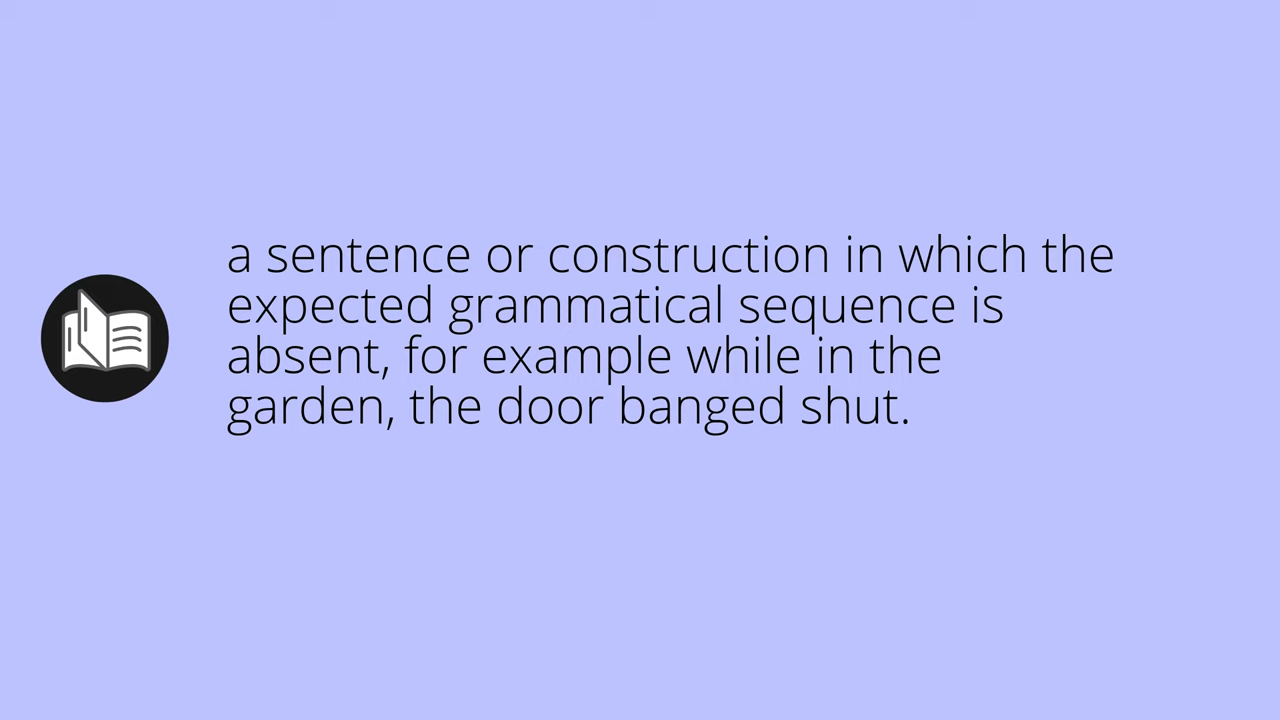 a sentence or construction in which the
expected grammatical sequence is
absent, for example while in the
garden, the door banged shut.